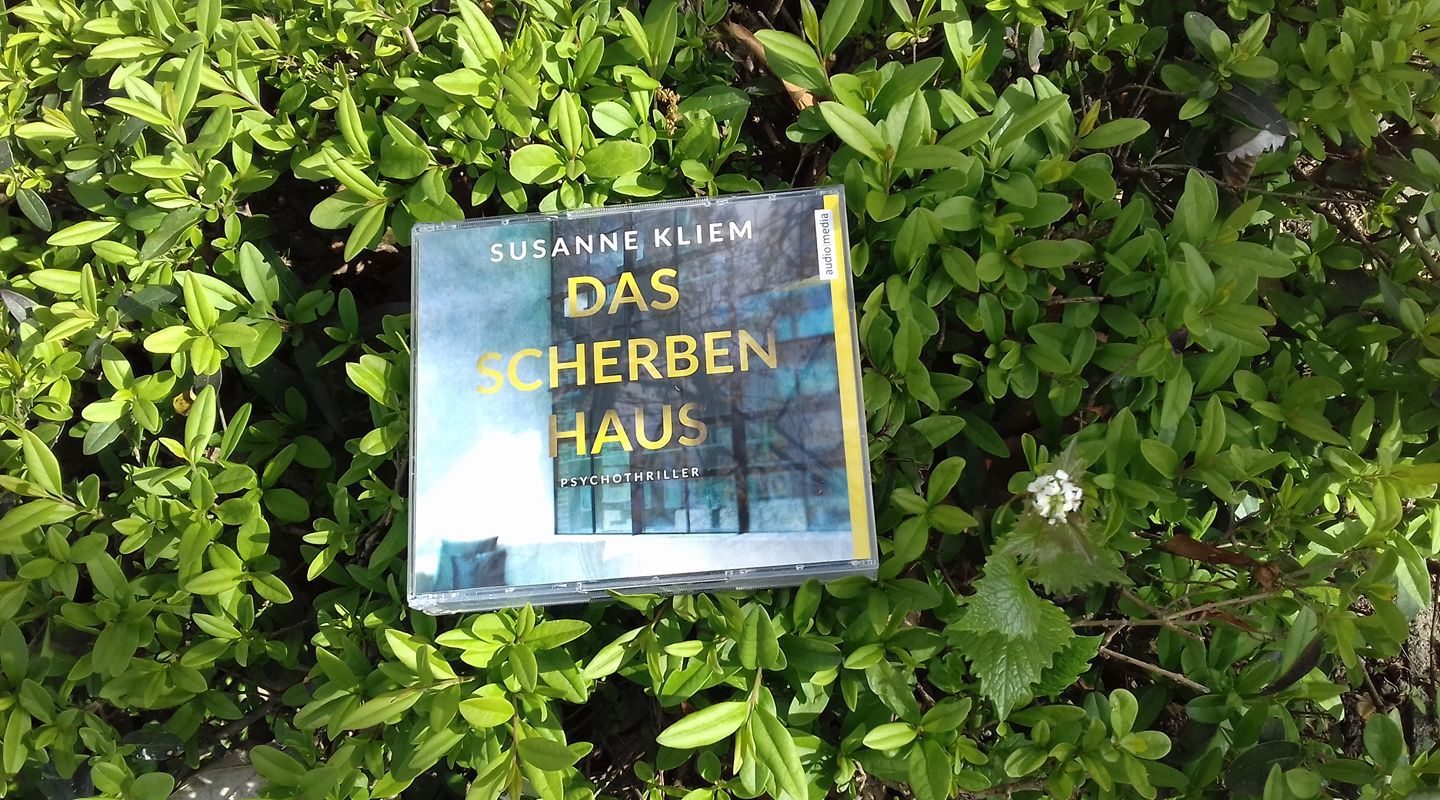 SUSANNE KLIEM
DAS
SCHERBEN
HAUS
PSYCHOTHRILLER
audio media